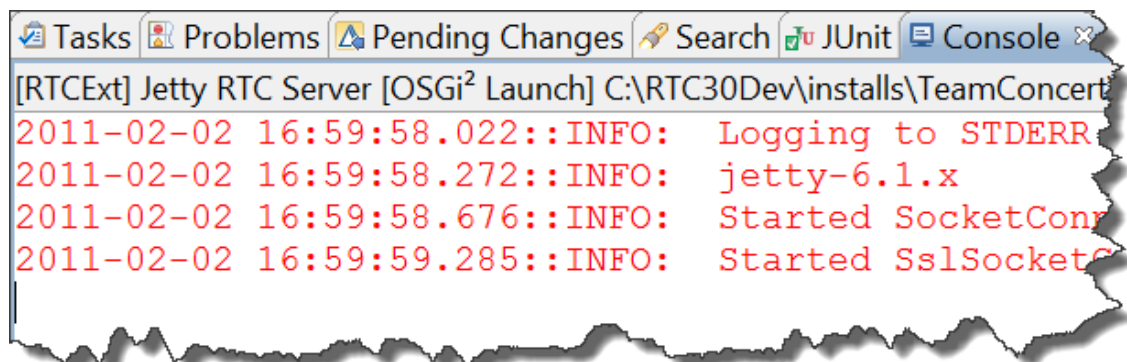 Tasks Problems Pending Changes Search JUnit Console
[RTCExt] Jetty RTC Server [OSGi² Launch] C:\RTC30Dev\installs\TeamConcert
2011-02-02 16:59:58.022::INFO:  Logging to STDERR
2011-02-02 16:59:58.272::INFO:  jetty-6.1.x
2011-02-02 16:59:58.676::INFO:  Started
2011-02-02 16:59:59.285::INFO:  Started